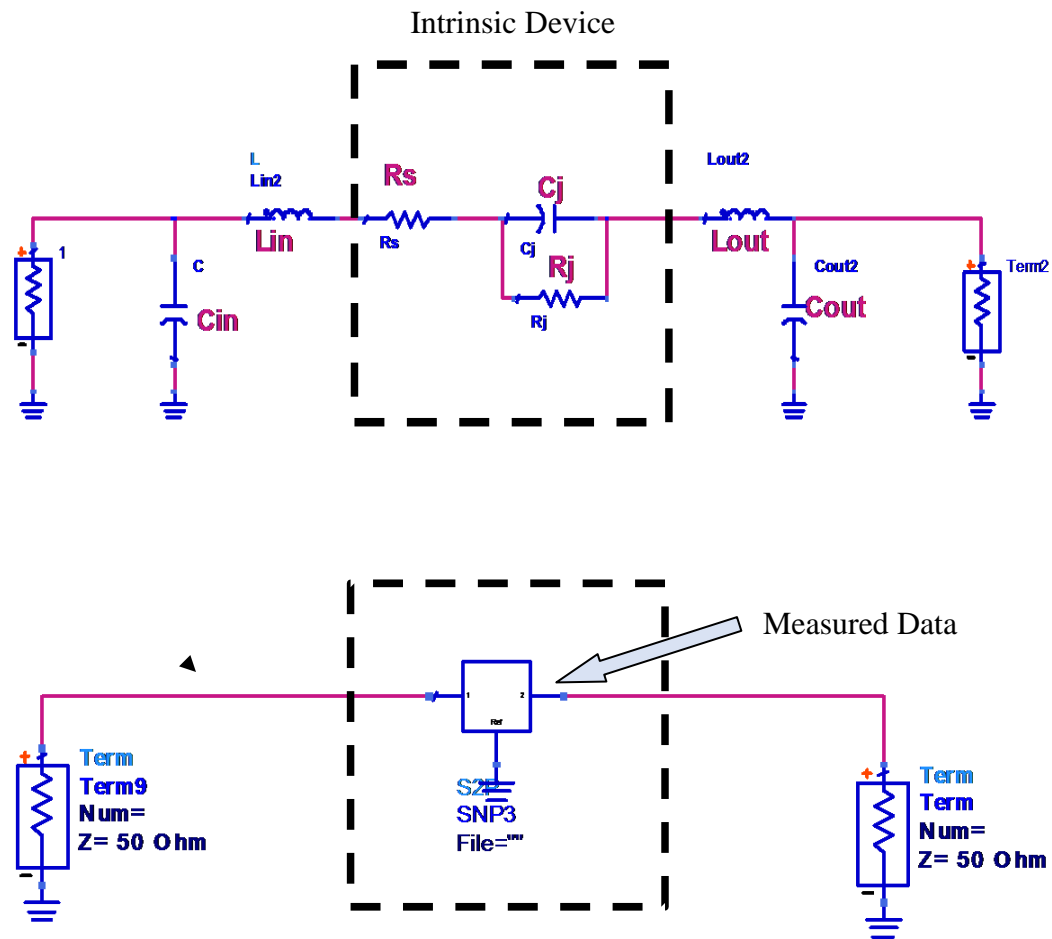 Intrinsic Device
L
Lin2
Lout2
Rs
Cj
Lin
Rs
Cj
Lout
1
C
Rj
Cout2
Term2
Cin
Rj
Cout
Measured Data
1
2
Ref
Term
Term9
Num=
Z= 50 Ohm
S2P
SNP3
File=""
Term
Term
Num=
Z= 50 Ohm